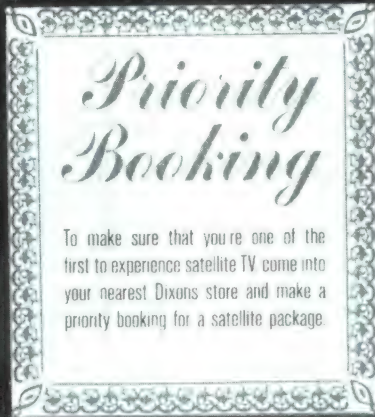 Priority
Booking
To make sure that you're one of the
first to experience satellite TV come into
your nearest Dixons store and make a
priority booking for a satellite package.